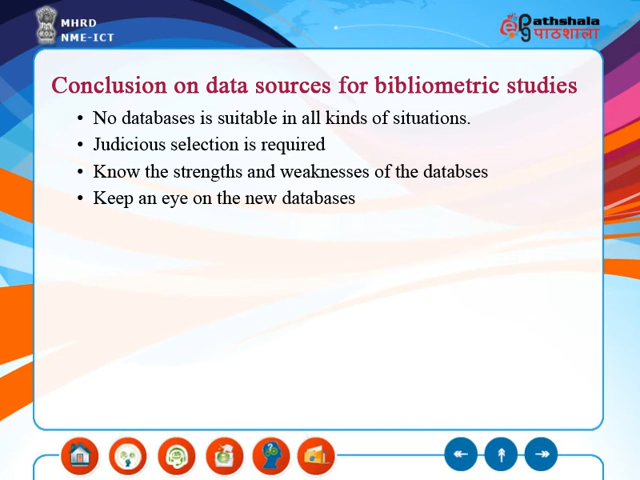 MHRD
NME-ICT
ePG athshala
पाठशाला
Conclusion on data sources for bibliometric studies
• No databases is suitable in all kinds of situations.
• Judicious selection is required
• Know the strengths and weaknesses of the databses
• Keep an eye on the new databases